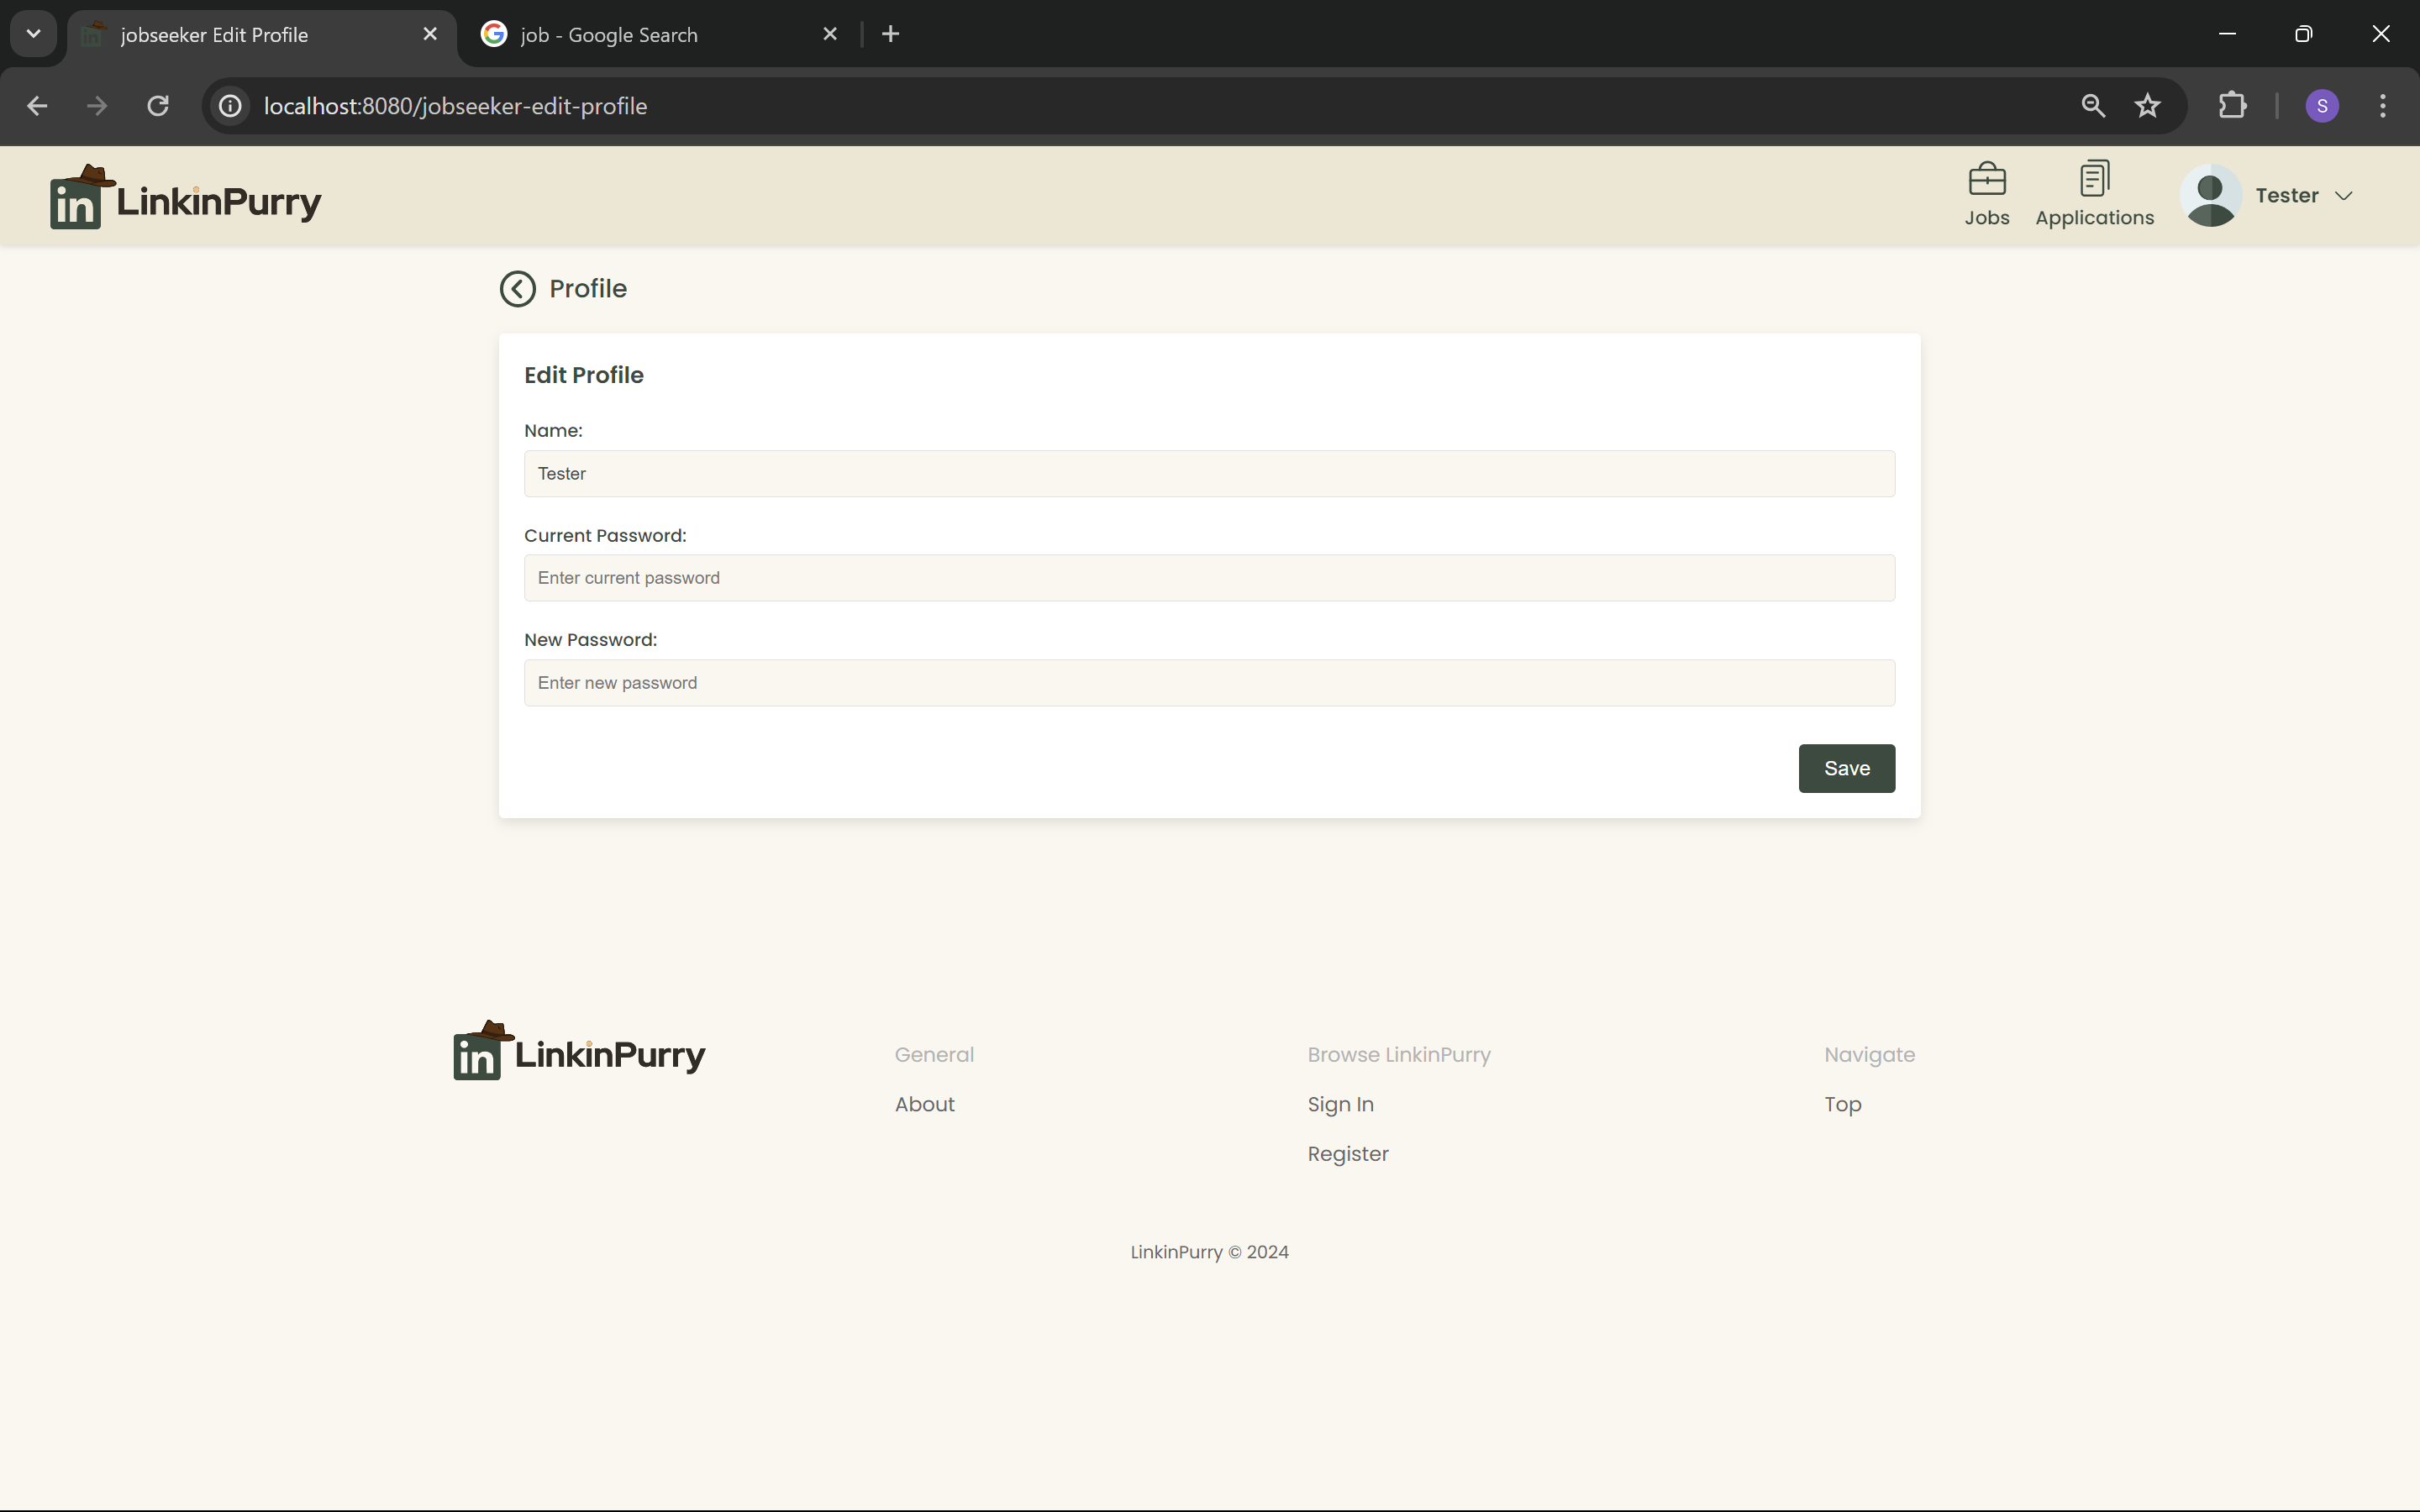 jobseeker Edit Profile
job - Google Search
localhost:8080/jobseeker-edit-profile
S
in LinkinPurry
Jobs
Applications
Tester
Profile
Edit Profile
Name:
Tester
Current Password:
Enter current password
New Password:
Enter new password
Save
in LinkinPurry
General
About
Browse LinkinPurry
Sign In
Register
Navigate
Top
LinkinPurry © 2024